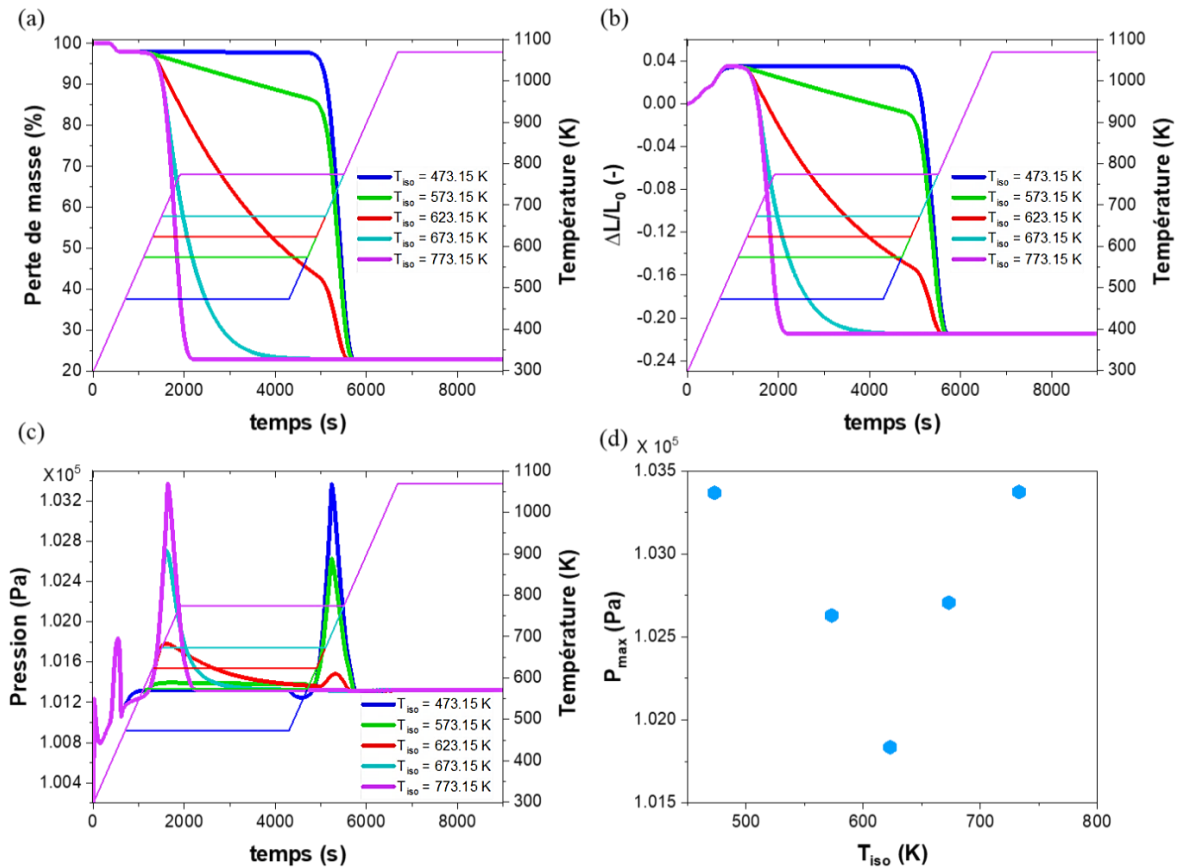 (a)
Perte de masse (%)
100
90
80
70
60
50
40
30
20
0
2000
4000
6000
8000
temps (s)
1100
1000
900
800
700
600
500
400
300
Température (K)
T_iso = 473.15 K
T_iso = 573.15 K
T_iso = 623.15 K
T_iso = 673.15 K
T_iso = 773.15 K
(b)
ΔL/L₀ (-)
0.04
0.00
-0.04
-0.08
-0.12
-0.16
-0.20
-0.24
0
2000
4000
6000
8000
temps (s)
1100
1000
900
800
700
600
500
400
300
Température (K)
T_iso = 473.15 K
T_iso = 573.15 K
T_iso = 623.15 K
T_iso = 673.15 K
T_iso = 773.15 K
(c)
X10⁵
Pression (Pa)
1.032
1.028
1.024
1.020
1.016
1.012
1.008
1.004
0
2000
4000
6000
8000
temps (s)
1100
1000
900
800
700
600
500
400
300
Température (K)
T_iso = 473.15 K
T_iso = 573.15 K
T_iso = 623.15 K
T_iso = 673.15 K
T_iso = 773.15 K
(d)
X 10⁵
P_max (Pa)
1.035
1.030
1.025
1.020
1.015
500
600
700
800
T_iso (K)